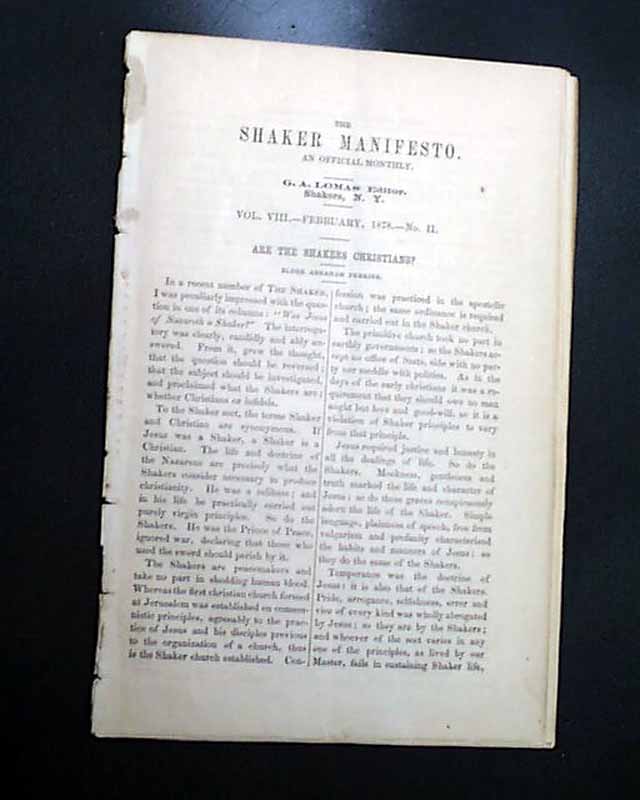 THE
SHAKER MANIFESTO.
AN OFFICIAL MONTHLY.
G. A. LOMAS Editor.
Shakers, N. Y.
VOL. VIII.—FEBRUARY, 1878.—No. II.
ARE THE SHAKERS CHRISTIANS?
ELDER ABRAHAM PERKINS.
In a recent number of THE SHAKER,
I was peculiarly impressed with the ques-
tion in one of its columns: "Was Jesus
of Nazareth a Shaker?" The interroga-
tory was clearly, candidly and ably an-
swered. From it, grew the thought,
that the question should be reversed;
that the subject should be investigated,
and proclaimed what the Shakers are;
whether Christians or infidels.
To the Shaker sect, the terms Shaker
and Christian are synonymous. If
Jesus was a Shaker, a Shaker is a
Christian. The life and doctrine of
the Nazarene are precisely what the
Shakers consider necessary to produce
christianity. He was a celibate; and
in his life he practically carried out
purely virgin principles. So do the
Shakers. He was the Prince of Peace,
ignored war, declaring that those who
used the sword should perish by it.
The Shakers are peacemakers and
take no part in shedding human blood.
Whereas the first christian church formed
at Jerusalem was established on commu-
nistic principles, agreeably to the prac-
tice of Jesus and his disciples previous
to the organization of a church, thus
is the Shaker church established. Con-
fession was practiced in the apostolic
church; the same ordinance is required
and carried out in the Shaker church.
The primitive church took no part in
earthly governments; so the Shakers ac-
cept no office of State, side with no par-
ty nor meddle with politics. As in the
days of the early christians it was a re-
quirement that they should owe no man
aught but love and good-will, so it is a
violation of Shaker principles to vary
from that principle.
Jesus required justice and honesty in
all the dealings of life. So do the
Shakers. Meekness, gentleness and
truth marked the life and character of
Jesus; so do these graces conspicuously
adorn the life of the Shaker. Simple
language, plainness of speech, free from
vulgarism and profanity characterized
the habits and manners of Jesus; so
they do the same of the Shakers.
Temperance was the doctrine of
Jesus; it is also that of the Shakers.
Pride, arrogance, selfishness, error and
vice of every kind was wholly abrogated
by Jesus; so they are by the Shakers;
and whoever of the sect varies in any
one of the principles, as lived by our
Master, fails in sustaining Shaker life,